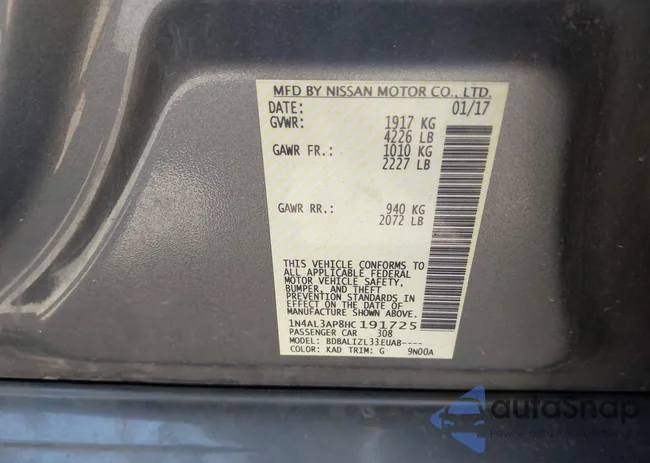 MFD BY NISSAN MOTOR CO., LTD.
DATE: 01/17
GVWR: 1917 KG
4226 LB
GAWR FR.: 1010 KG
2227 LB
GAWR RR.: 940 KG
2072 LB
THIS VEHICLE CONFORMS TO
ALL APPLICABLE FEDERAL
MOTOR VEHICLE SAFETY,
BUMPER, AND THEFT
PREVENTION STANDARDS IN
EFFECT ON THE DATE OF
MANUFACTURE SHOWN ABOVE.
1N4AL3AP8HC191725
PASSENGER CAR 308
MODEL: BDBALIZL33EUAB----
COLOR: KAD TRIM: G 9N00A
autoSnap